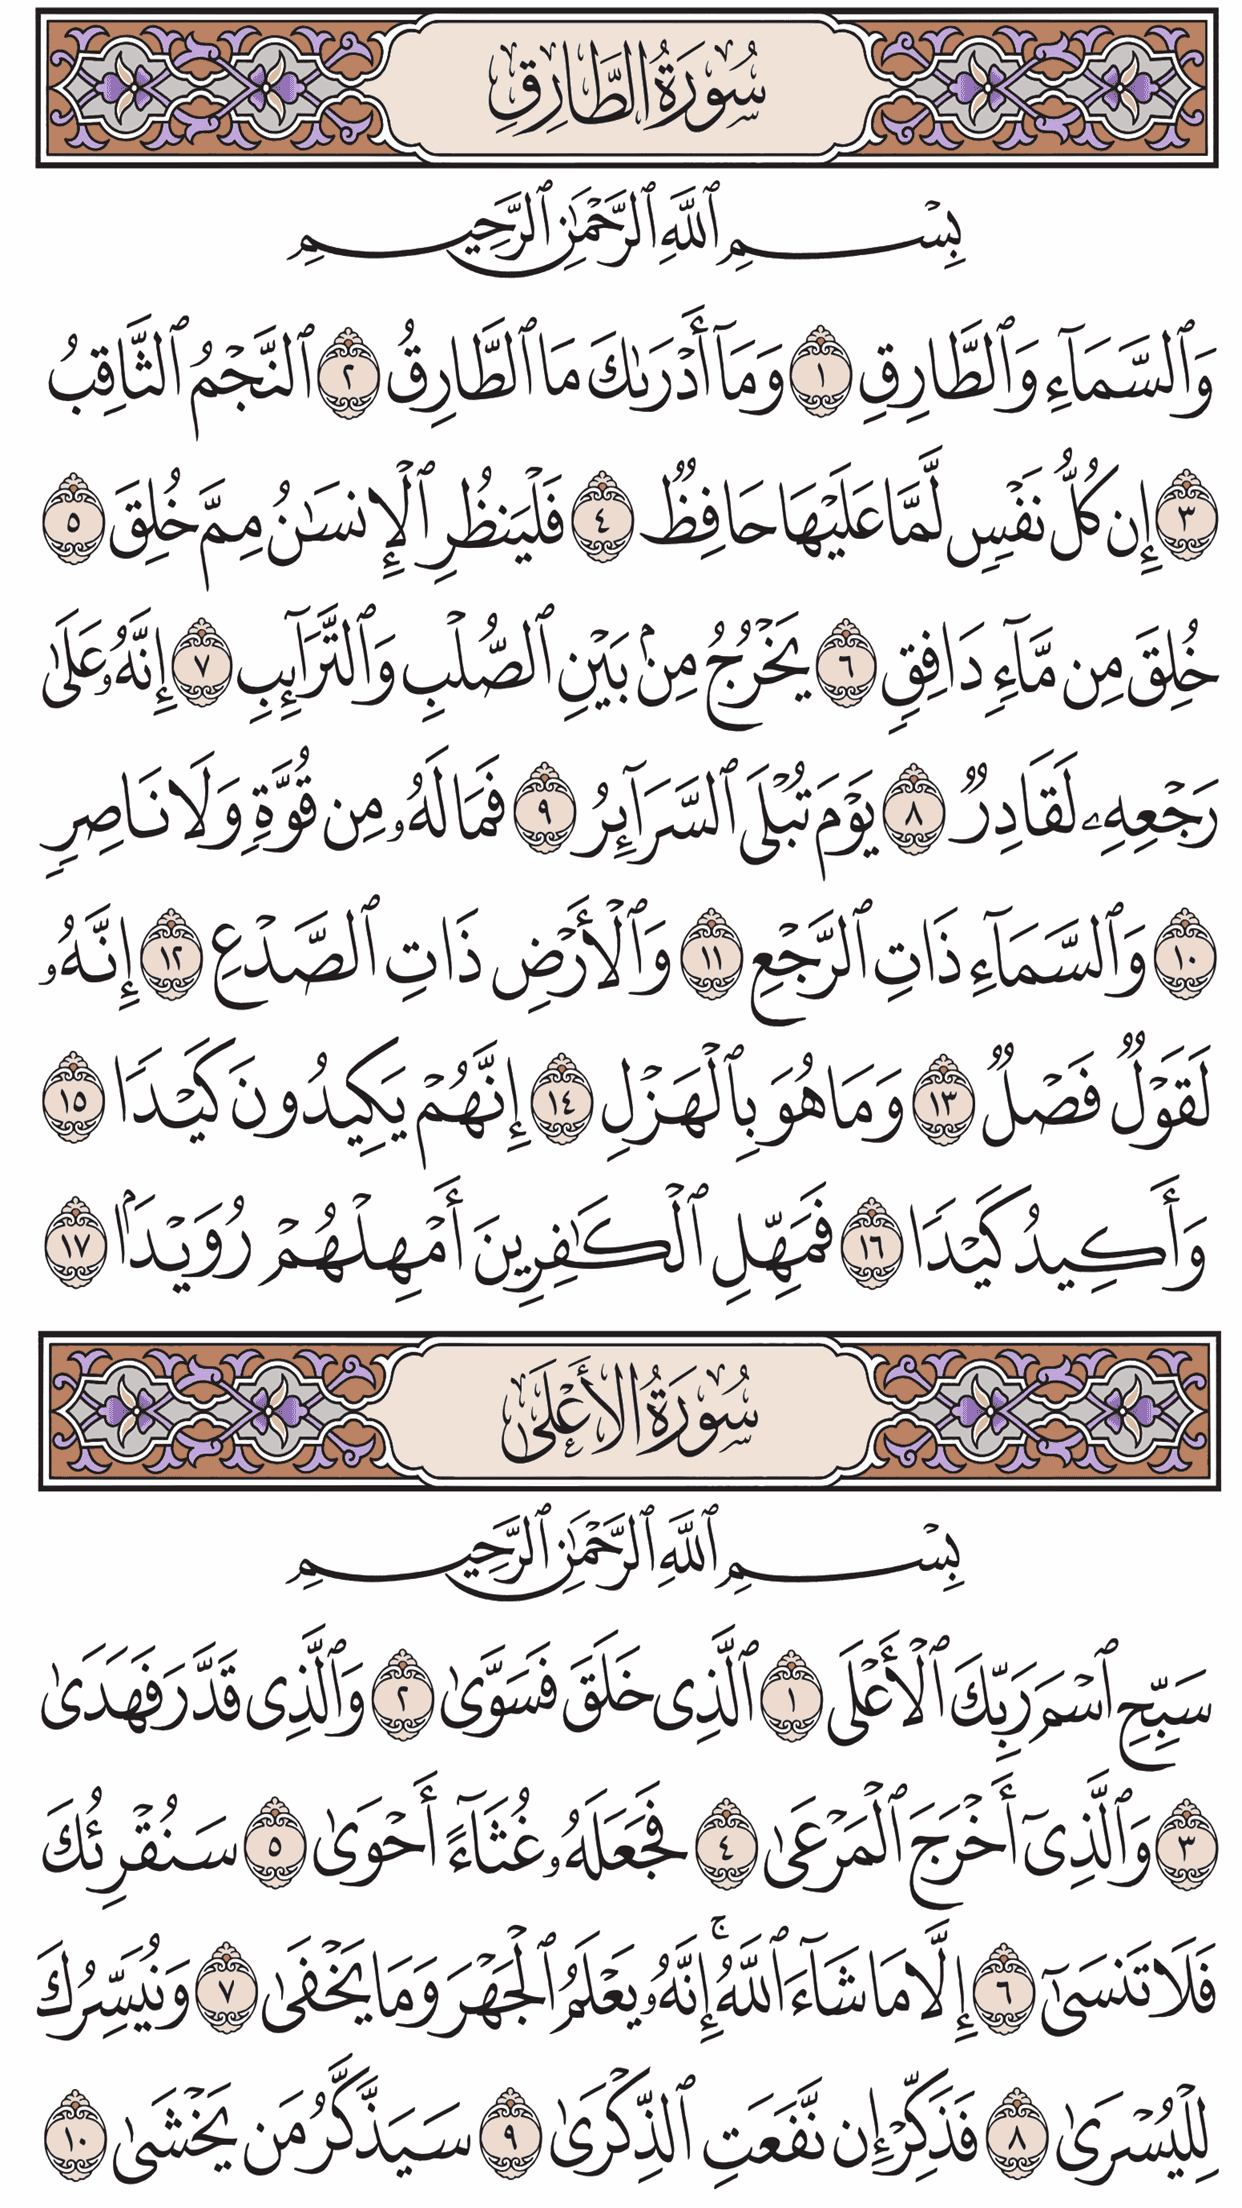 سُورَةُ الطَّارِقِ
بِسْمِ ٱللَّهِ ٱلرَّحْمَٰنِ ٱلرَّحِيمِ
وَٱلسَّمَآءِ وَٱلطَّارِقِ ١ وَمَآ أَدْرَىٰكَ مَا ٱلطَّارِقُ ٢ ٱلنَّجْمُ ٱلثَّاقِبُ
٣ إِن كُلُّ نَفْسٍ لَّمَّا عَلَيْهَا حَافِظٌ ٤ فَلْيَنظُرِ ٱلْإِنسَٰنُ مِمَّ خُلِقَ ٥
خُلِقَ مِن مَّآءٍ دَافِقٍ ٦ يَخْرُجُ مِنۢ بَيْنِ ٱلصُّلْبِ وَٱلتَّرَآئِبِ ٧ إِنَّهُۥ عَلَىٰ
رَجْعِهِۦ لَقَادِرٌ ٨ يَوْمَ تُبْلَى ٱلسَّرَآئِرُ ٩ فَمَا لَهُۥ مِن قُوَّةٍ وَلَا نَاصِرٍ
١٠ وَٱلسَّمَآءِ ذَاتِ ٱلرَّجْعِ ١١ وَٱلْأَرْضِ ذَاتِ ٱلصَّدْعِ ١٢ إِنَّهُۥ
لَقَوْلٌ فَصْلٌ ١٣ وَمَا هُوَ بِٱلْهَزْلِ ١٤ إِنَّهُمْ يَكِيدُونَ كَيْدًا ١٥
وَأَكِيدُ كَيْدًا ١٦ فَمَهِّلِ ٱلْكَٰفِرِينَ أَمْهِلْهُمْ رُوَيْدَۢا ١٧
سُورَةُ الأَعْلَىٰ
بِسْمِ ٱللَّهِ ٱلرَّحْمَٰنِ ٱلرَّحِيمِ
سَبِّحِ ٱسْمَ رَبِّكَ ٱلْأَعْلَى ١ ٱلَّذِى خَلَقَ فَسَوَّىٰ ٢ وَٱلَّذِى قَدَّرَ فَهَدَىٰ
٣ وَٱلَّذِىٓ أَخْرَجَ ٱلْمَرْعَىٰ ٤ فَجَعَلَهُۥ غُثَآءً أَحْوَىٰ ٥ سَنُقْرِئُكَ
فَلَا تَنسَىٰٓ ٦ إِلَّا مَا شَآءَ ٱللَّهُ ۚ إِنَّهُۥ يَعْلَمُ ٱلْجَهْرَ وَمَا يَخْفَىٰ ٧ وَنُيَسِّرُكَ
لِلْيُسْرَىٰ ٨ فَذَكِّرْ إِن نَّفَعَتِ ٱلذِّكْرَىٰ ٩ سَيَذَّكَّرُ مَن يَخْشَىٰ ١٠